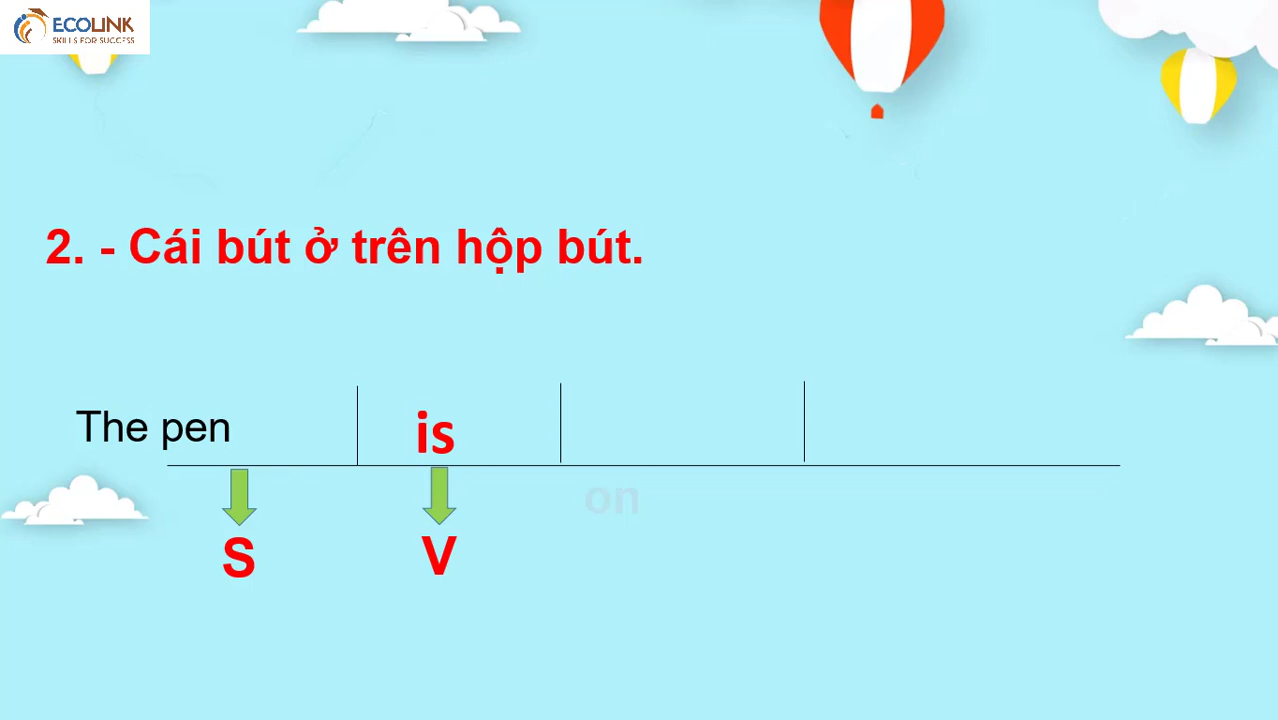 ECOLINK
SKILLS FOR SUCCESS
2. - Cái bút ở trên hộp bút.
The pen is
on
S V